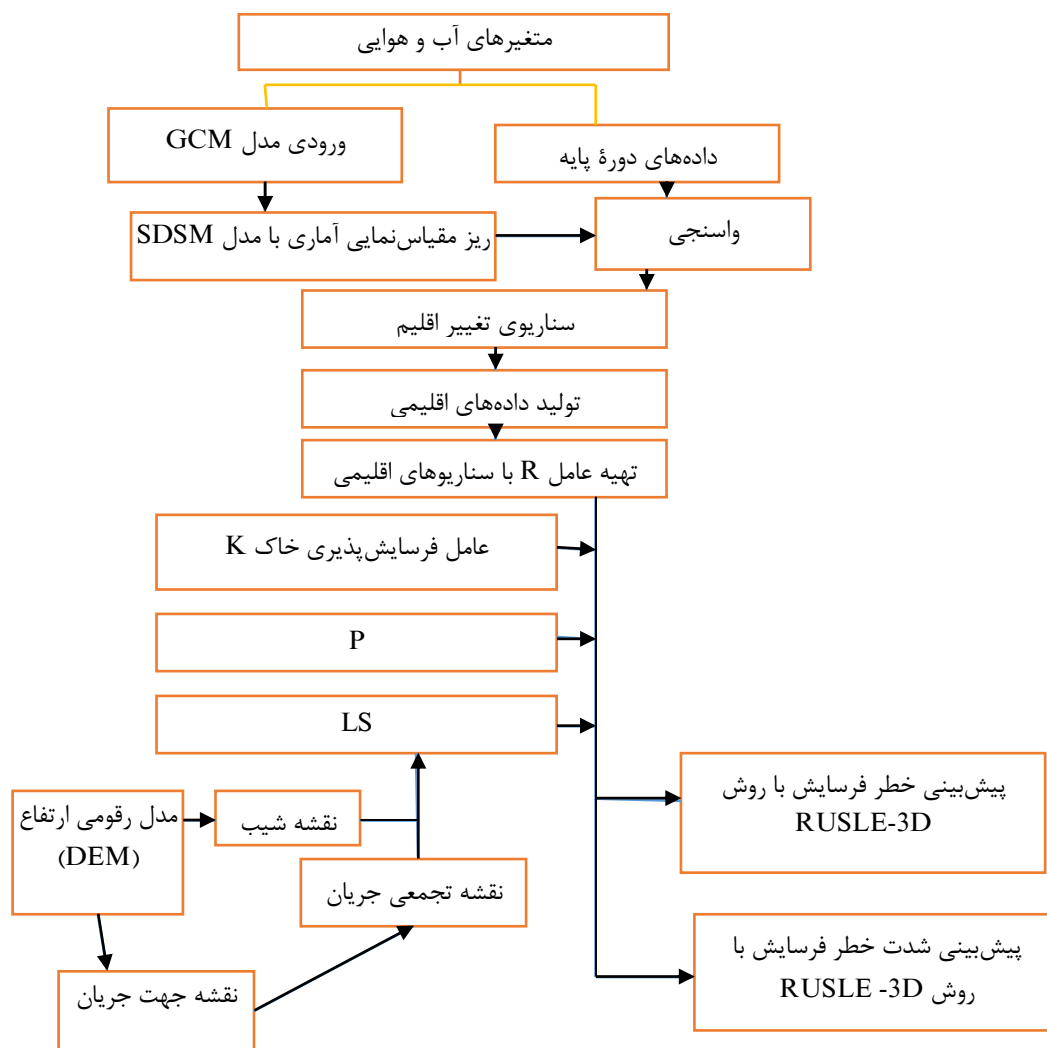 متغیرهای آب و هوایی
ورودی مدل GCM
داده‌های دورۀ پایه
ریز مقیاس‌نمایی آماری با مدل SDSM
واسنجی
سناریوی تغییر اقلیم
تولید داده‌های اقلیمی
تهیه عامل R با سناریوهای اقلیمی
عامل فرسایش‌پذیری خاک K
P
LS
مدل رقومی ارتفاع
(DEM)
نقشه شیب
نقشه تجمعی جریان
نقشه جهت جریان
پیش‌بینی خطر فرسایش با روش
RUSLE-3D
پیش‌بینی شدت خطر فرسایش با
روش RUSLE -3D